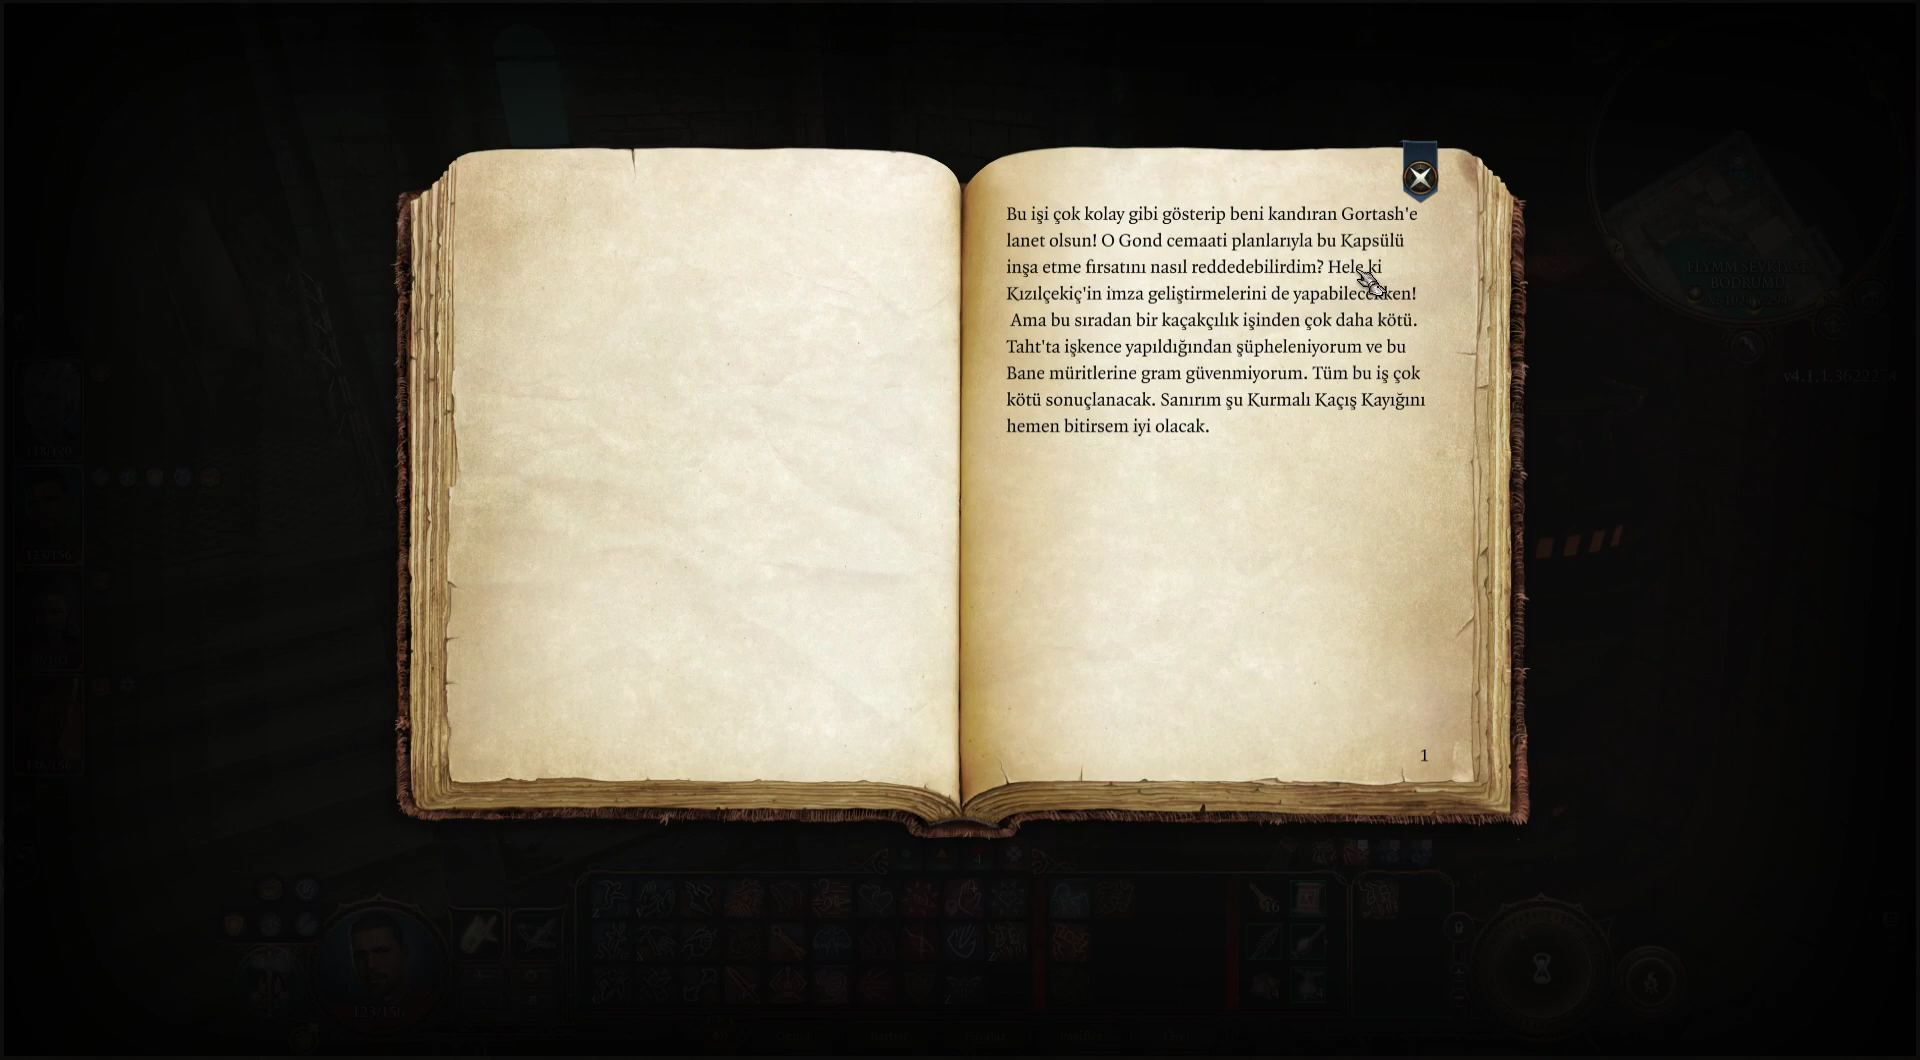 Bu işi çok kolay gibi gösterip beni kandıran Gortash'e
lanet olsun! O Gond cemaati planlarıyla bu Kapsülü
inşa etme fırsatını nasıl reddedebilirdim? Hele ki
Kızılçekiç'in imza geliştirmelerini de yapabilecekken!
Ama bu sıradan bir kaçakçılık işinden çok daha kötü.
Taht'ta işkence yapıldığından şüpheleniyorum ve bu
Bane müritlerine gram güvenmiyorum. Tüm bu iş çok
kötü sonuçlanacak. Sanırım şu Kurmalı Kaçış Kayığını
hemen bitirsem iyi olacak.
1
123/156